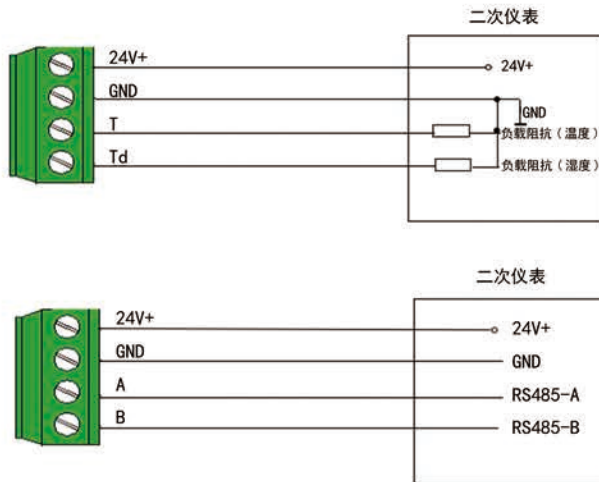 二次仪表
24V+
24V+
GND
GND
T
负载阻抗（温度）
Td
负载阻抗（湿度）
二次仪表
24V+
24V+
GND
GND
A
RS485-A
B
RS485-B